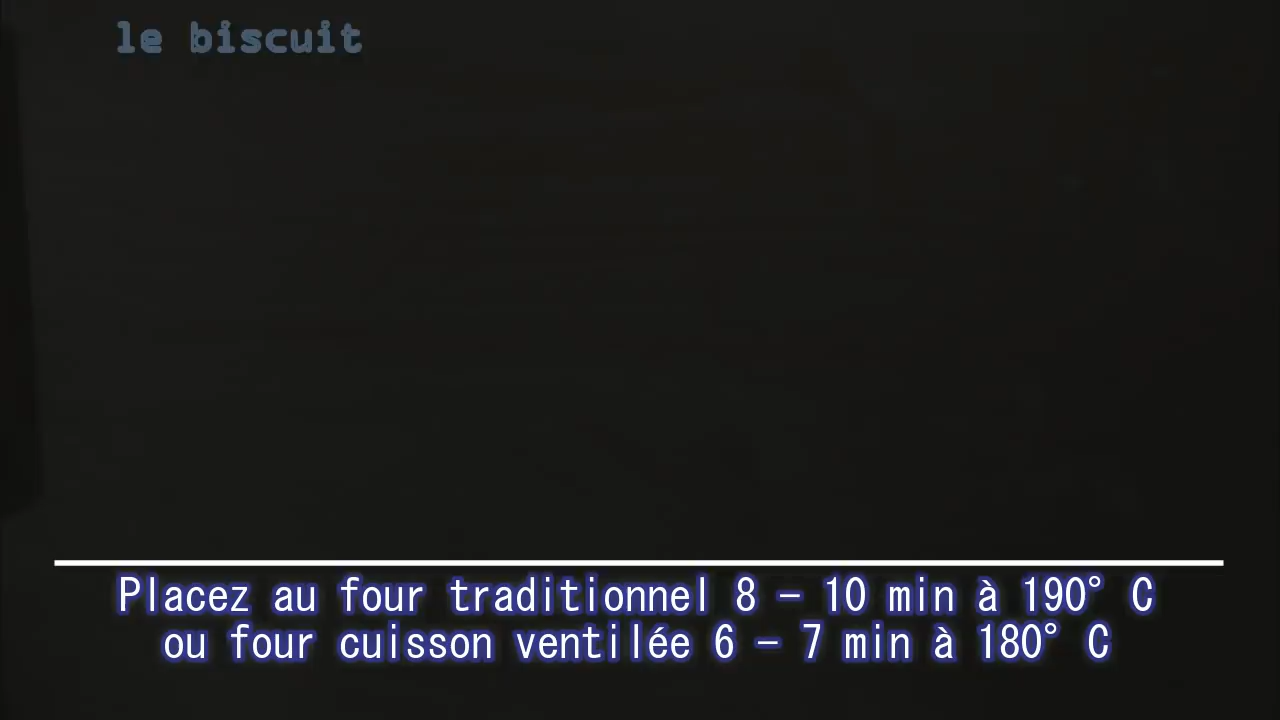 le biscuit
Placez au four traditionnel 8 – 10 min à 190° C
ou four cuisson ventilée 6 – 7 min à 180° C